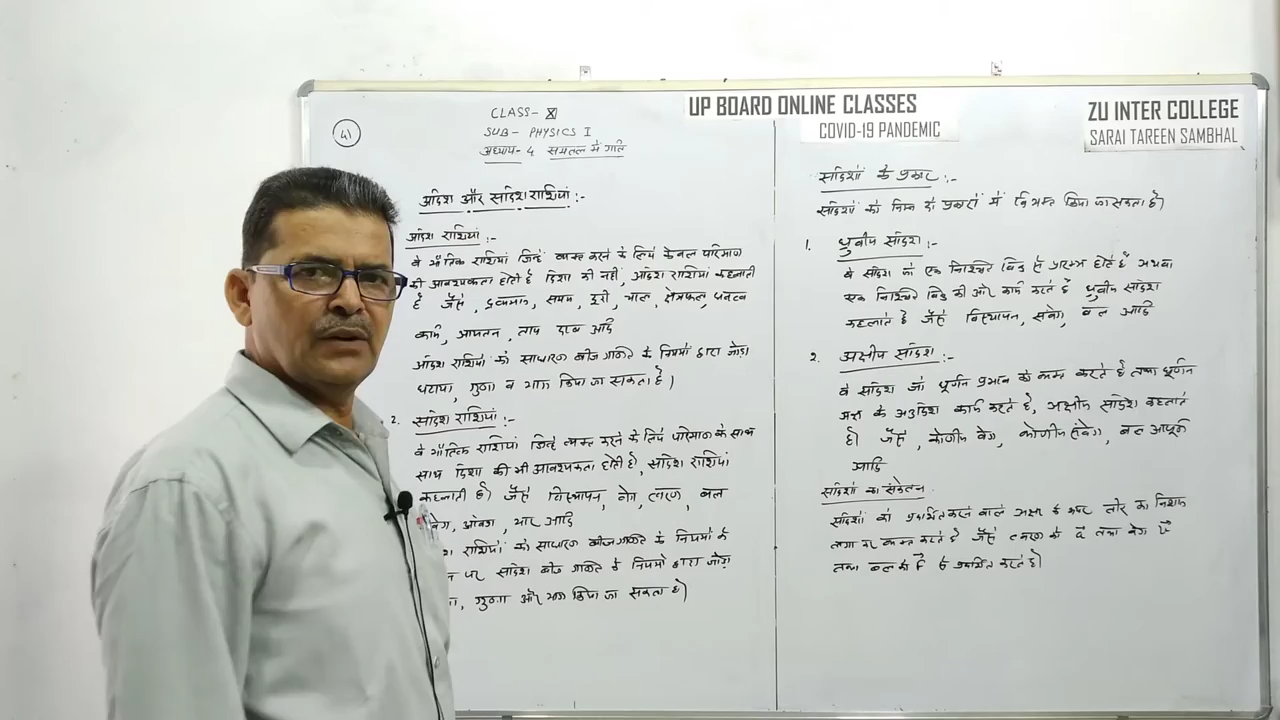 UP BOARD ONLINE CLASSES
COVID-19 PANDEMIC
ZU INTER COLLEGE
SARAI TAREEN SAMBHAL
41
CLASS- XI
SUB- PHYSICS I
अध्याय- 4 समतल में गति
अदिश और सदिश राशियां :-
अदिश राशियां :-
वे भौतिक राशियां जिन्हें व्यक्त करने के लिये केवल परिमाण
की आवश्यकता होती है दिशा की नहीं, अदिश राशियां कहलाती
हैं जैसे, द्रव्यमान, समय, दूरी, चाल, क्षेत्रफल, घनत्व
कार्य, आयतन, ताप दाब आदि
अदिश राशियों को साधारण बीज गणित के नियमों द्वारा जोड़ा
घटाया, गुणा व भाग किया जा सकता है।
2. सदिश राशियां :-
वे भौतिक राशियां जिन्हें व्यक्त करने के लिये परिमाण के साथ
साथ दिशा की भी आवश्यकता होती है, सदिश राशियां
कहलाती है। जैसे विस्थापन, वेग, त्वरण, बल
आवेग, भार आदि
राशियों को साधारण बीज गणित के नियमों के
पर सदिश बीज गणित के नियमों द्वारा जोड़ा
गुणा और भाग किया जा सकता है।
सदिशों के प्रकार :-
सदिशों को निम्न दो प्रकारों में विभक्त किया जा सकता है।
1. ध्रुवीय सदिश :-
वे सदिश जो एक निश्चित बिंदु से प्रारम्भ होते हैं अथवा
एक निश्चित बिंदु की ओर कार्य करते हैं ध्रुवीय सदिश
कहलाते हैं जैसे विस्थापन, संवेग, बल आदि
2. अक्षीय सदिश :-
वे सदिश जो घूर्णन प्रभाव को व्यक्त करते हैं तथा घूर्णन
अक्ष के अनुदिश कार्य करते है, अक्षीय सदिश कहलाते
है। जैसे, कोणीय वेग, कोणीय संवेग, बल आघूर्ण
आदि
सदिशों का संकेतन
सदिशों को प्रदर्शित करने वाले अक्षर के ऊपर तीर का निशान
लगा कर व्यक्त करते है जैसे त्वरण को a⃗ तथा वेग v⃗
तथा बल को F⃗ से प्रदर्शित करते है।